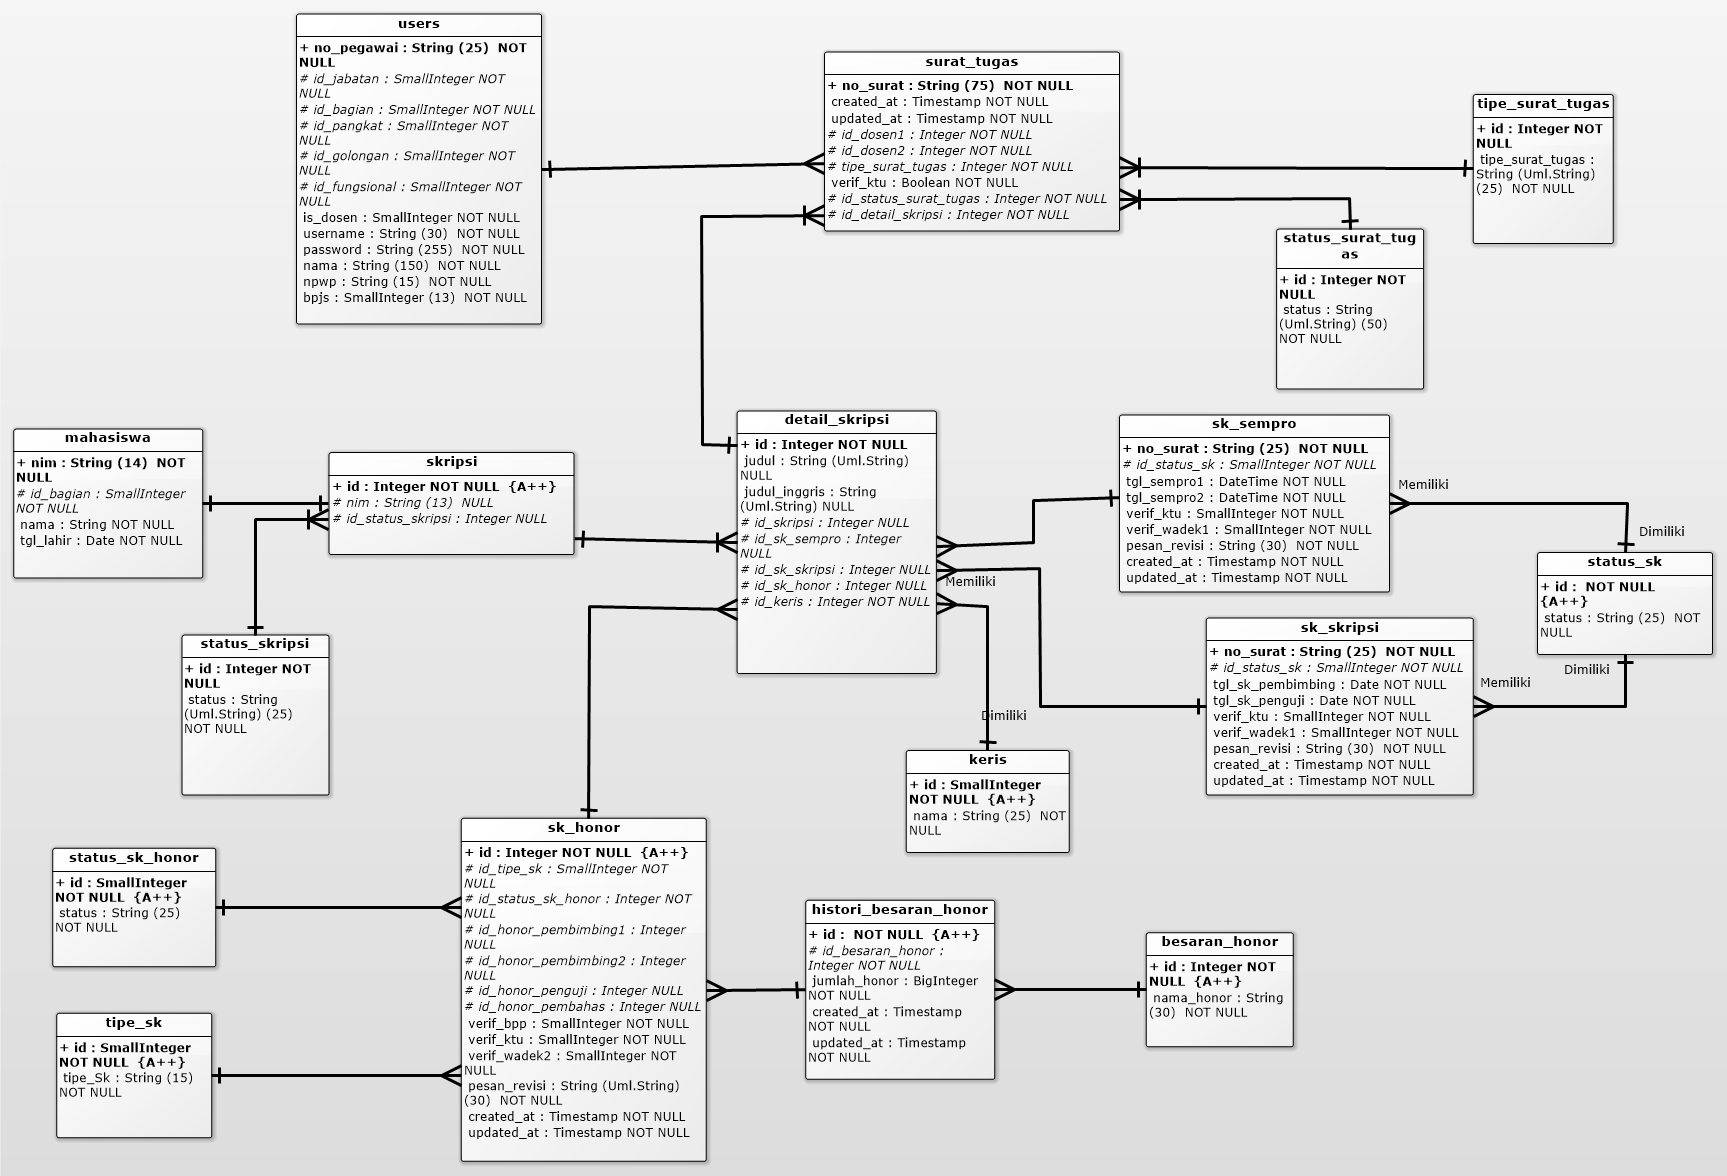 users
+ no_pegawai : String (25)  NOT
NULL
# id_jabatan : SmallInteger NOT
NULL
# id_bagian : SmallInteger NOT NULL
# id_pangkat : SmallInteger NOT
NULL
# id_golongan : SmallInteger NOT
NULL
# id_fungsional : SmallInteger NOT
NULL
is_dosen : SmallInteger NOT NULL
username : String (30)  NOT NULL
password : String (255)  NOT NULL
nama : String (150)  NOT NULL
npwp : String (15)  NOT NULL
bpjs : SmallInteger (13)  NOT NULL
surat_tugas
+ no_surat : String (75)  NOT NULL
created_at : Timestamp NOT NULL
updated_at : Timestamp NOT NULL
# id_dosen1 : Integer NOT NULL
# id_dosen2 : Integer NOT NULL
# tipe_surat_tugas : Integer NOT NULL
verif_ktu : Boolean NOT NULL
# id_status_surat_tugas : Integer NOT NULL
# id_detail_skripsi : Integer NOT NULL
tipe_surat_tugas
+ id : Integer NOT
NULL
tipe_surat_tugas :
String (Uml.String)
(25)  NOT NULL
status_surat_tug
as
+ id : Integer NOT
NULL
status : String
(Uml.String) (50)
NOT NULL
mahasiswa
+ nim : String (14)  NOT
NULL
# id_bagian : SmallInteger
NOT NULL
nama : String NOT NULL
tgl_lahir : Date NOT NULL
skripsi
+ id : Integer NOT NULL  {A++}
# nim : String (13)  NULL
# id_status_skripsi : Integer NULL
status_skripsi
+ id : Integer NOT
NULL
status : String
(Uml.String) (25)
NOT NULL
detail_skripsi
+ id : Integer NOT NULL
judul : String (Uml.String)
NULL
judul_inggris : String
(Uml.String) NULL
# id_skripsi : Integer NULL
# id_sk_sempro : Integer
NULL
# id_sk_skripsi : Integer NULL
# id_sk_honor : Integer NULL
# id_keris : Integer NOT NULL
Memiliki
Dimiliki
sk_sempro
+ no_surat : String (25)  NOT NULL
# id_status_sk : SmallInteger NOT NULL
tgl_sempro1 : DateTime NOT NULL
tgl_sempro2 : DateTime NOT NULL
verif_ktu : SmallInteger NOT NULL
verif_wadek1 : SmallInteger NOT NULL
pesan_revisi : String (30)  NOT NULL
created_at : Timestamp NOT NULL
updated_at : Timestamp NOT NULL
Memiliki
Dimiliki
status_sk
+ id :  NOT NULL
{A++}
status : String (25)  NOT
NULL
Dimiliki
Memiliki
sk_skripsi
+ no_surat : String (25)  NOT NULL
# id_status_sk : SmallInteger NOT NULL
tgl_sk_pembimbing : Date NOT NULL
tgl_sk_penguji : Date NOT NULL
verif_ktu : SmallInteger NOT NULL
verif_wadek1 : SmallInteger NOT NULL
pesan_revisi : String (30)  NOT NULL
created_at : Timestamp NOT NULL
updated_at : Timestamp NOT NULL
keris
+ id : SmallInteger
NOT NULL  {A++}
nama : String (25)  NOT
NULL
status_sk_honor
+ id : SmallInteger
NOT NULL  {A++}
status : String (25)
NOT NULL
tipe_sk
+ id : SmallInteger
NOT NULL  {A++}
tipe_Sk : String (15)
NOT NULL
sk_honor
+ id : Integer NOT NULL  {A++}
# id_tipe_sk : SmallInteger NOT
NULL
# id_status_sk_honor : Integer NOT
NULL
# id_honor_pembimbing1 : Integer
NULL
# id_honor_pembimbing2 : Integer
NULL
# id_honor_penguji : Integer NULL
# id_honor_pembahas : Integer NULL
verif_bpp : SmallInteger NOT NULL
verif_ktu : SmallInteger NOT NULL
verif_wadek2 : SmallInteger NOT
NULL
pesan_revisi : String (Uml.String)
(30)  NOT NULL
created_at : Timestamp NOT NULL
updated_at : Timestamp NOT NULL
histori_besaran_honor
+ id :  NOT NULL  {A++}
# id_besaran_honor :
Integer NOT NULL
jumlah_honor : BigInteger
NOT NULL
created_at : Timestamp
NOT NULL
updated_at : Timestamp
NOT NULL
besaran_honor
+ id : Integer NOT
NULL  {A++}
nama_honor : String
(30)  NOT NULL